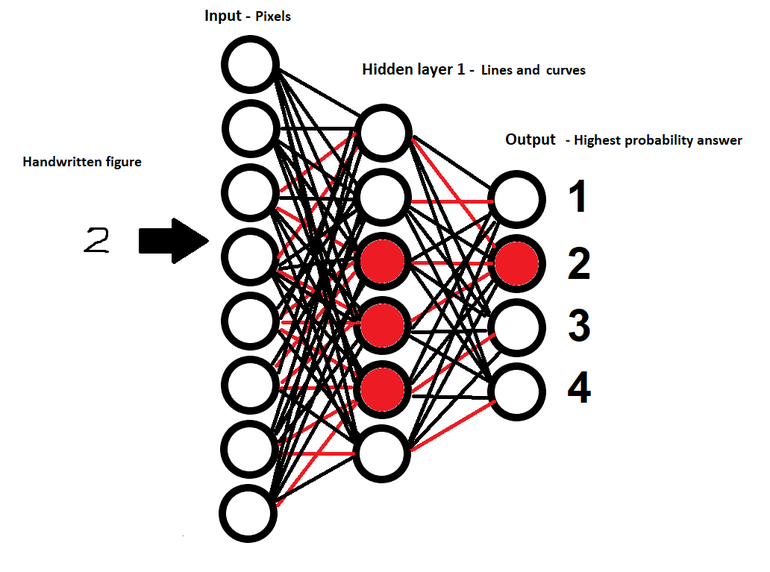 Input - Pixels
Hidden layer 1 - Lines and curves
Output - Highest probability answer
Handwritten figure
2
1
2
3
4